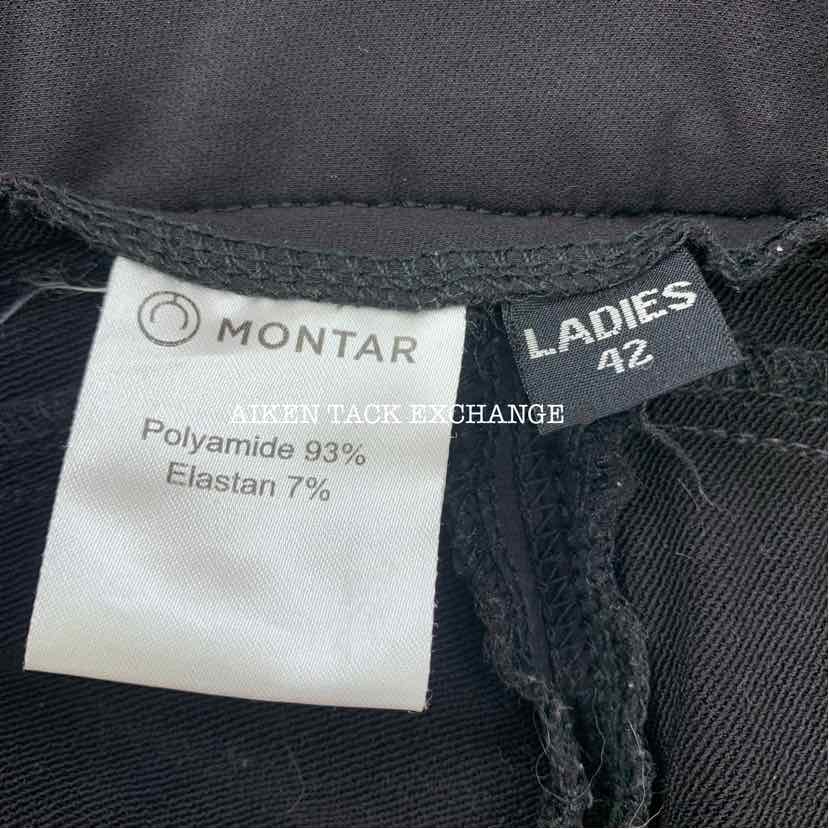 MONTAR
LADIES
42
AIKEN TACK EXCHANGE
Polyamide 93%
Elastan 7%